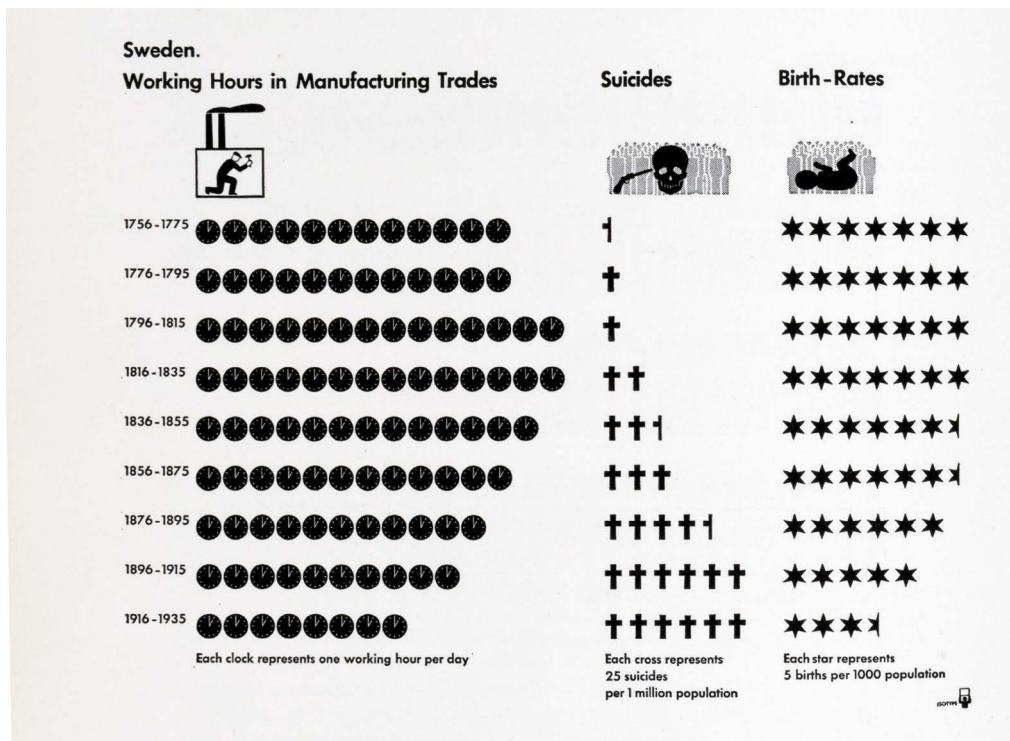 Sweden.
Working Hours in Manufacturing Trades
Suicides
Birth-Rates
1756-1775
1776-1795
1796-1815
1816-1835
1836-1855
1856-1875
1876-1895
1896-1915
1916-1935
Each clock represents one working hour per day
Each cross represents
25 suicides
per 1 million population
Each star represents
5 births per 1000 population
ISOTYPE